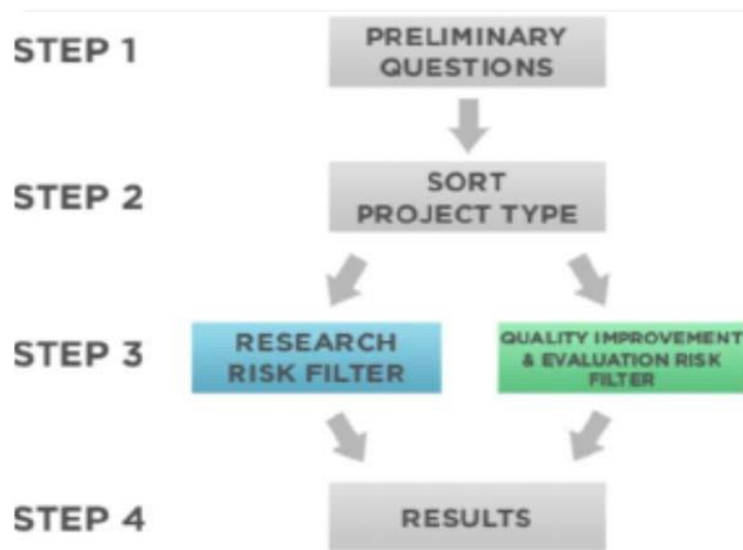 STEP 1
PRELIMINARY
QUESTIONS
STEP 2
SORT
PROJECT TYPE
STEP 3
RESEARCH
RISK FILTER
QUALITY IMPROVEMENT
& EVALUATION RISK
FILTER
STEP 4
RESULTS